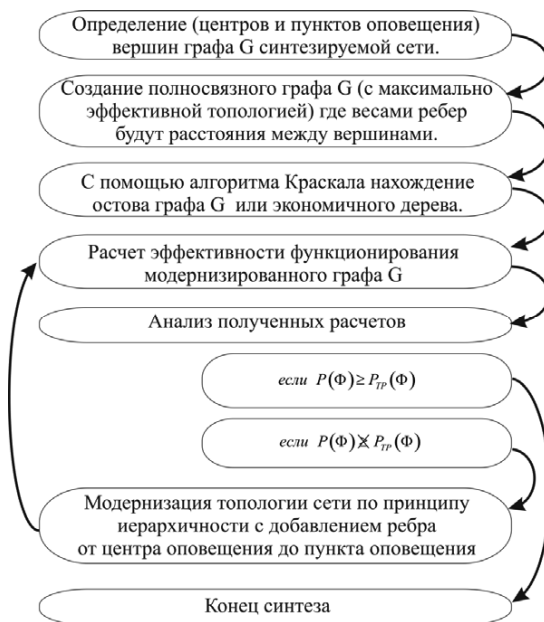 Определение (центров и пунктов оповещения)
вершин графа G синтезируемой сети.
Создание полносвязного графа G (с максимально
эффективной топологией) где весами ребер
будут расстояния между вершинами.
С помощью алгоритма Краскала нахождение
остова графа G или экономичного дерева.
Расчет эффективности функционирования
модернизированного графа G
Анализ полученных расчетов
если P(Φ) ≥ P_TP(Φ)
если P(Φ) ≱ P_TP(Φ)
Модернизация топологии сети по принципу
иерархичности с добавлением ребра
от центра оповещения до пункта оповещения
Конец синтеза